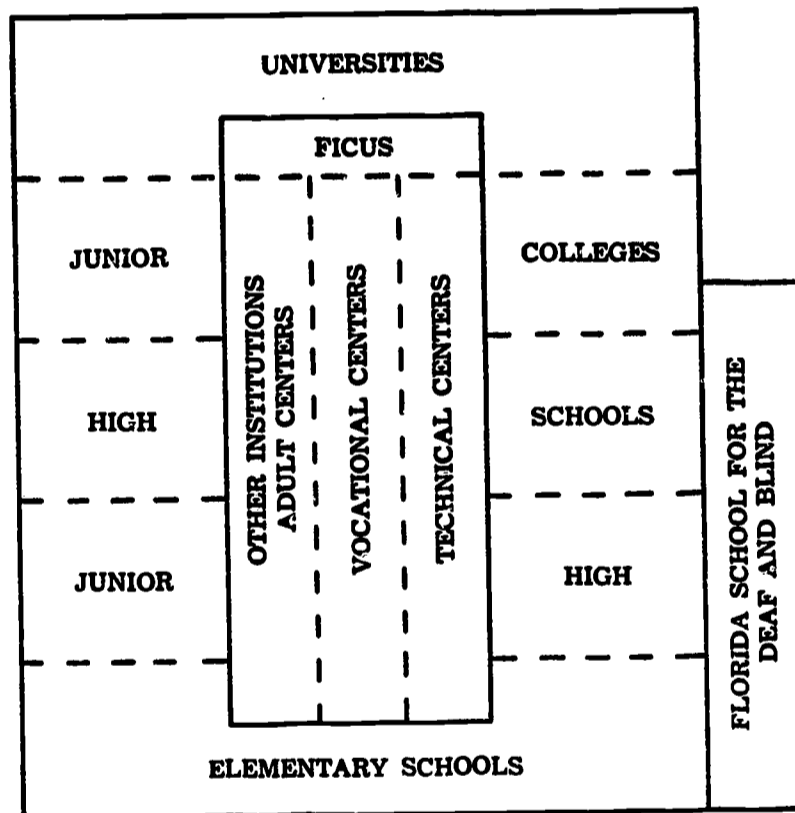 UNIVERSITIES
FICUS
JUNIOR
COLLEGES
HIGH
SCHOOLS
JUNIOR
HIGH
OTHER INSTITUTIONS
ADULT CENTERS
VOCATIONAL CENTERS
TECHNICAL CENTERS
FLORIDA SCHOOL FOR THE
DEAF AND BLIND
ELEMENTARY SCHOOLS